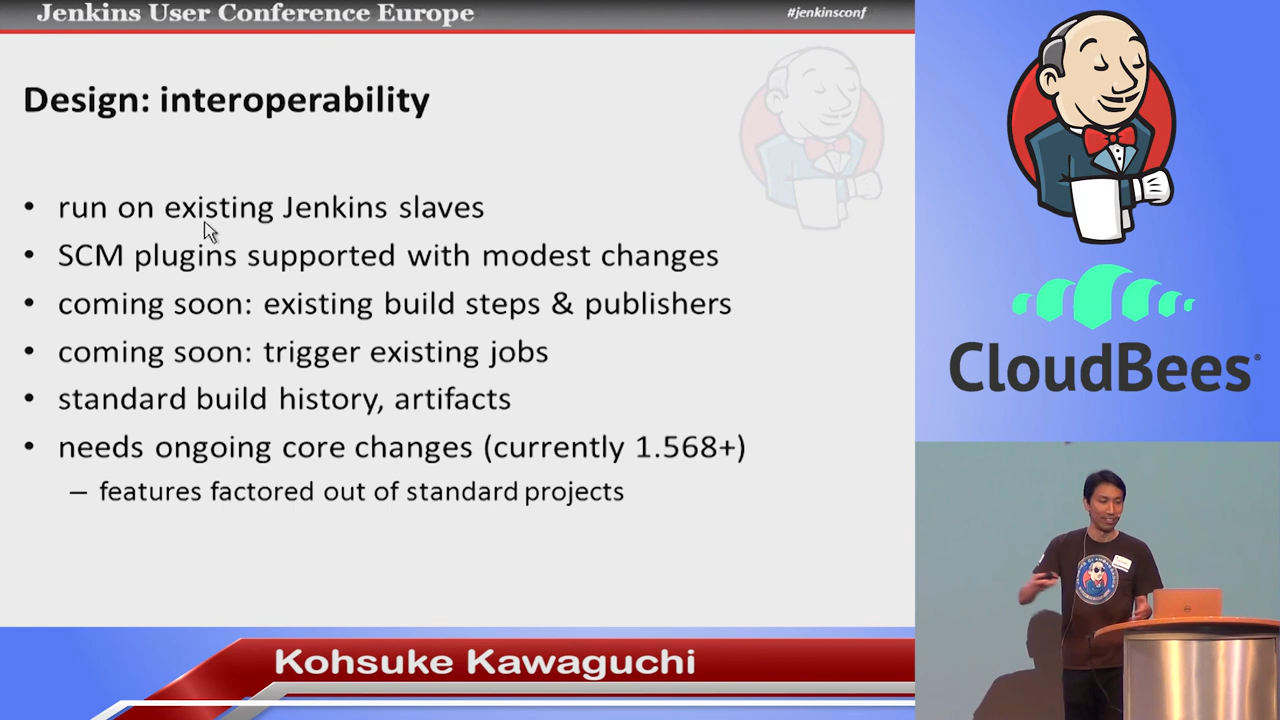 Jenkins User Conference Europe
#jenkinsconf
Design: interoperability
• run on existing Jenkins slaves
• SCM plugins supported with modest changes
• coming soon: existing build steps & publishers
• coming soon: trigger existing jobs
• standard build history, artifacts
• needs ongoing core changes (currently 1.568+)
– features factored out of standard projects
CloudBees®
Kohsuke Kawaguchi